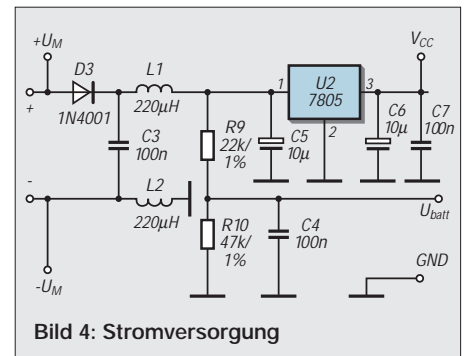 +U_M
V_CC
D3
L1
1
U2
7805
3
2
+
1N4001
220µH
R9
22k/
1%
C5
10µ
C6
10µ
C7
100n
C3
100n
-
L2
220µH
U_batt
R10
47k/
1%
C4
100n
GND
-U_M
Bild 4: Stromversorgung